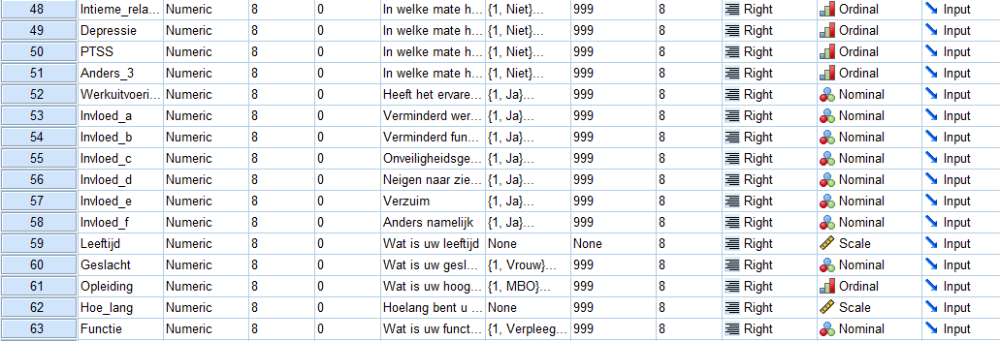 48 Intieme_rela... Numeric 8 0 In welke mate h... {1, Niet}... 999 8 Right Ordinal Input
49 Depressie Numeric 8 0 In welke mate h... {1, Niet}... 999 8 Right Ordinal Input
50 PTSS Numeric 8 0 In welke mate h... {1, Niet}... 999 8 Right Ordinal Input
51 Anders_3 Numeric 8 0 In welke mate h... {1, Niet}... 999 8 Right Ordinal Input
52 Werkuitvoeri... Numeric 8 0 Heeft het ervare... {1, Ja}... 999 8 Right Nominal Input
53 Invloed_a Numeric 8 0 Verminderd wer... {1, Ja}... 999 8 Right Nominal Input
54 Invloed_b Numeric 8 0 Verminderd fun... {1, Ja}... 999 8 Right Nominal Input
55 Invloed_c Numeric 8 0 Onveiligheidsge... {1, Ja}... 999 8 Right Nominal Input
56 Invloed_d Numeric 8 0 Neigen naar zie... {1, Ja}... 999 8 Right Nominal Input
57 Invloed_e Numeric 8 0 Verzuim {1, Ja}... 999 8 Right Nominal Input
58 Invloed_f Numeric 8 0 Anders namelijk {1, Ja}... 999 8 Right Nominal Input
59 Leeftijd Numeric 8 0 Wat is uw leeftijd None None 8 Right Scale Input
60 Geslacht Numeric 8 0 Wat is uw gesl... {1, Vrouw}... 999 8 Right Nominal Input
61 Opleiding Numeric 8 0 Wat is uw hoog... {1, MBO}... 999 8 Right Ordinal Input
62 Hoe_lang Numeric 8 0 Hoelang bent u ... None 999 8 Right Scale Input
63 Functie Numeric 8 0 Wat is uw funct... {1, Verpleeg... 999 8 Right Nominal Input